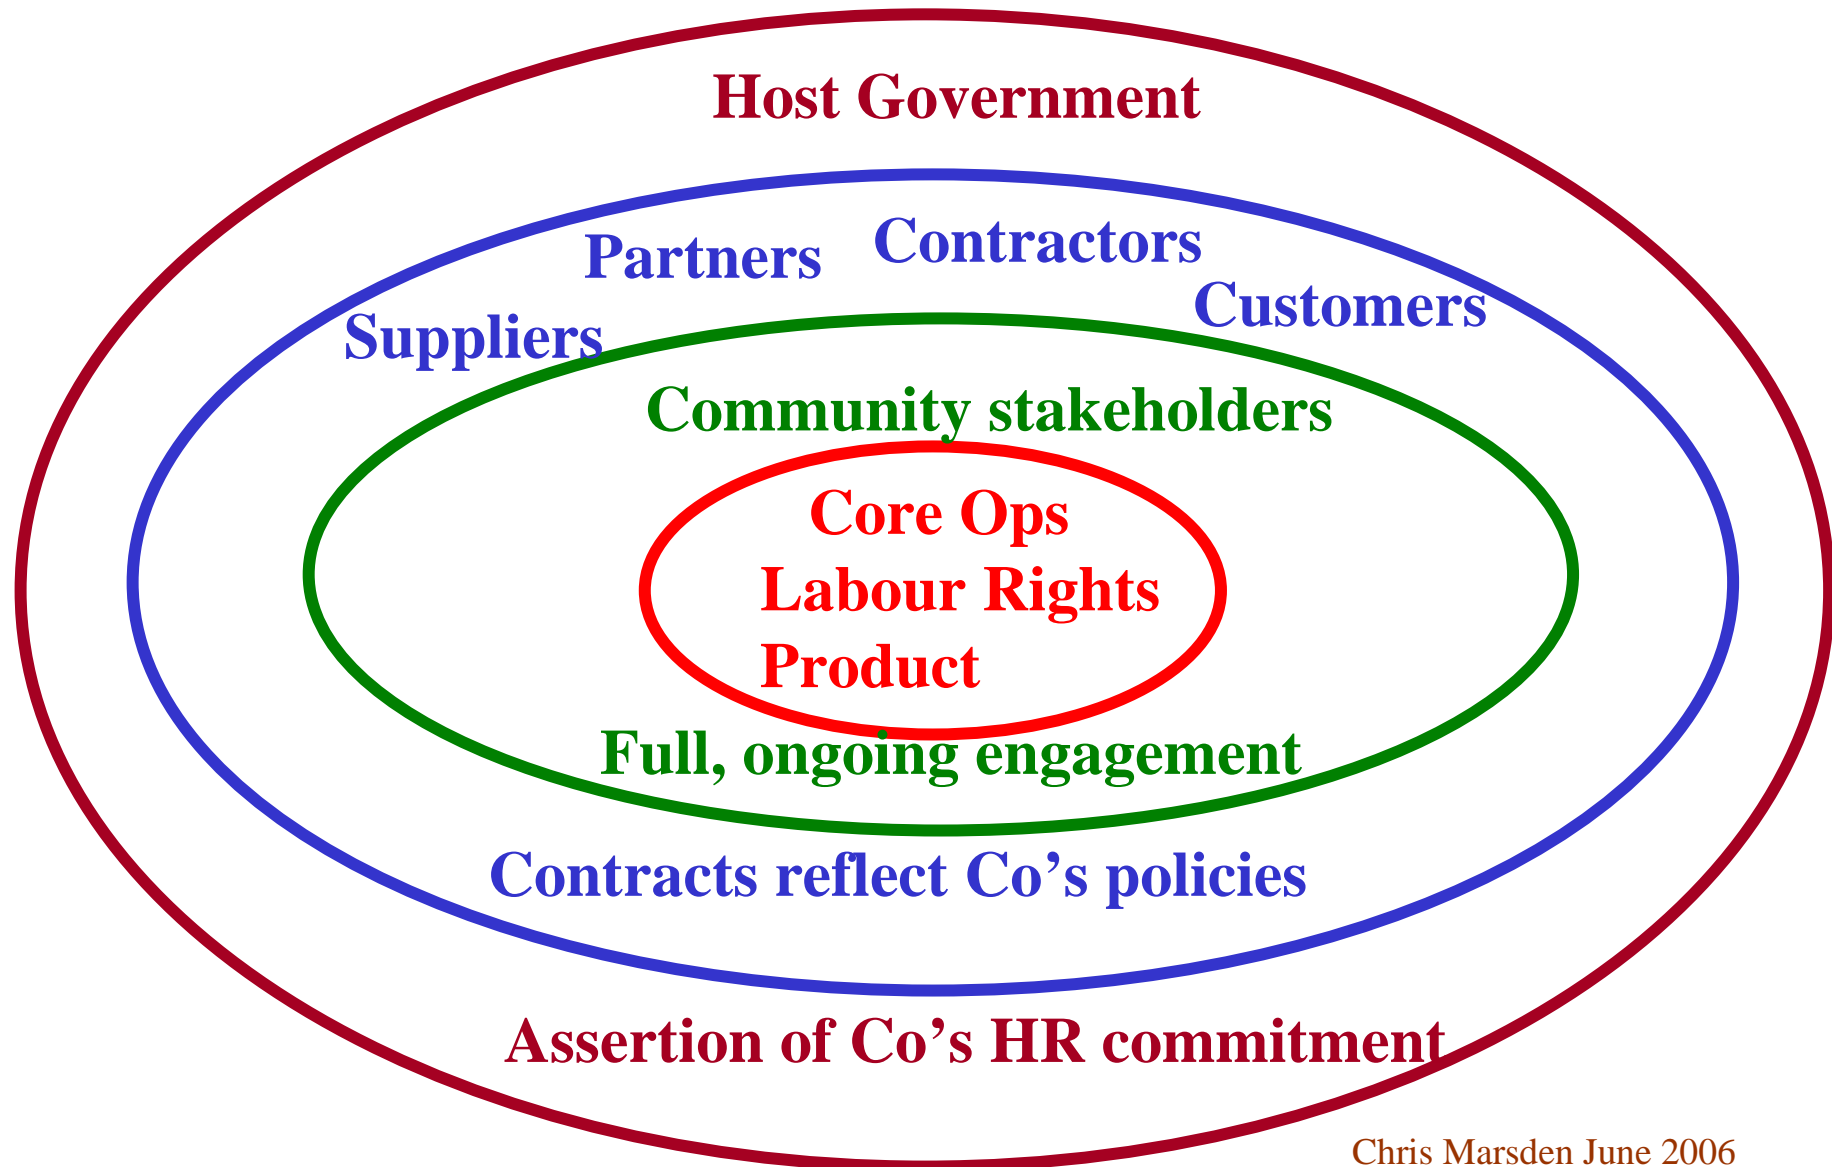 Host Government
Partners Contractors
Customers
Suppliers
Community stakeholders
Core Ops
Labour Rights
Product
Full, ongoing engagement
Contracts reflect Co’s policies
Assertion of Co’s HR commitment
Chris Marsden June 2006